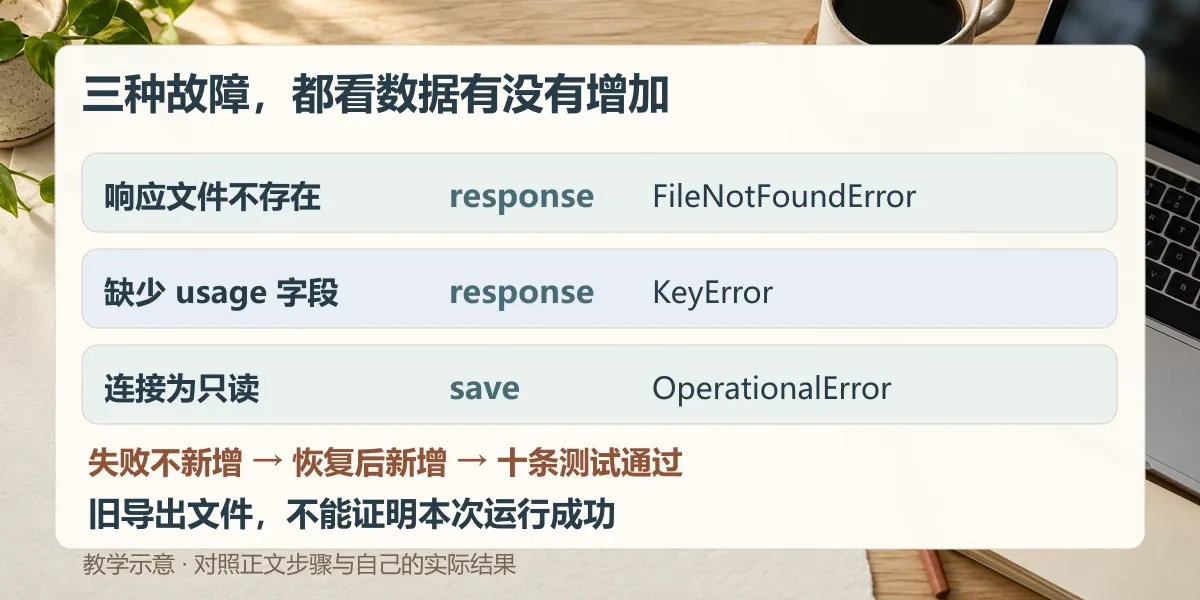 三种故障，都看数据有没有增加
响应文件不存在 response FileNotFoundError
缺少 usage 字段 response KeyError
连接为只读 save OperationalError
失败不新增 → 恢复后新增 → 十条测试通过
旧导出文件，不能证明本次运行成功
教学示意 · 对照正文步骤与自己的实际结果